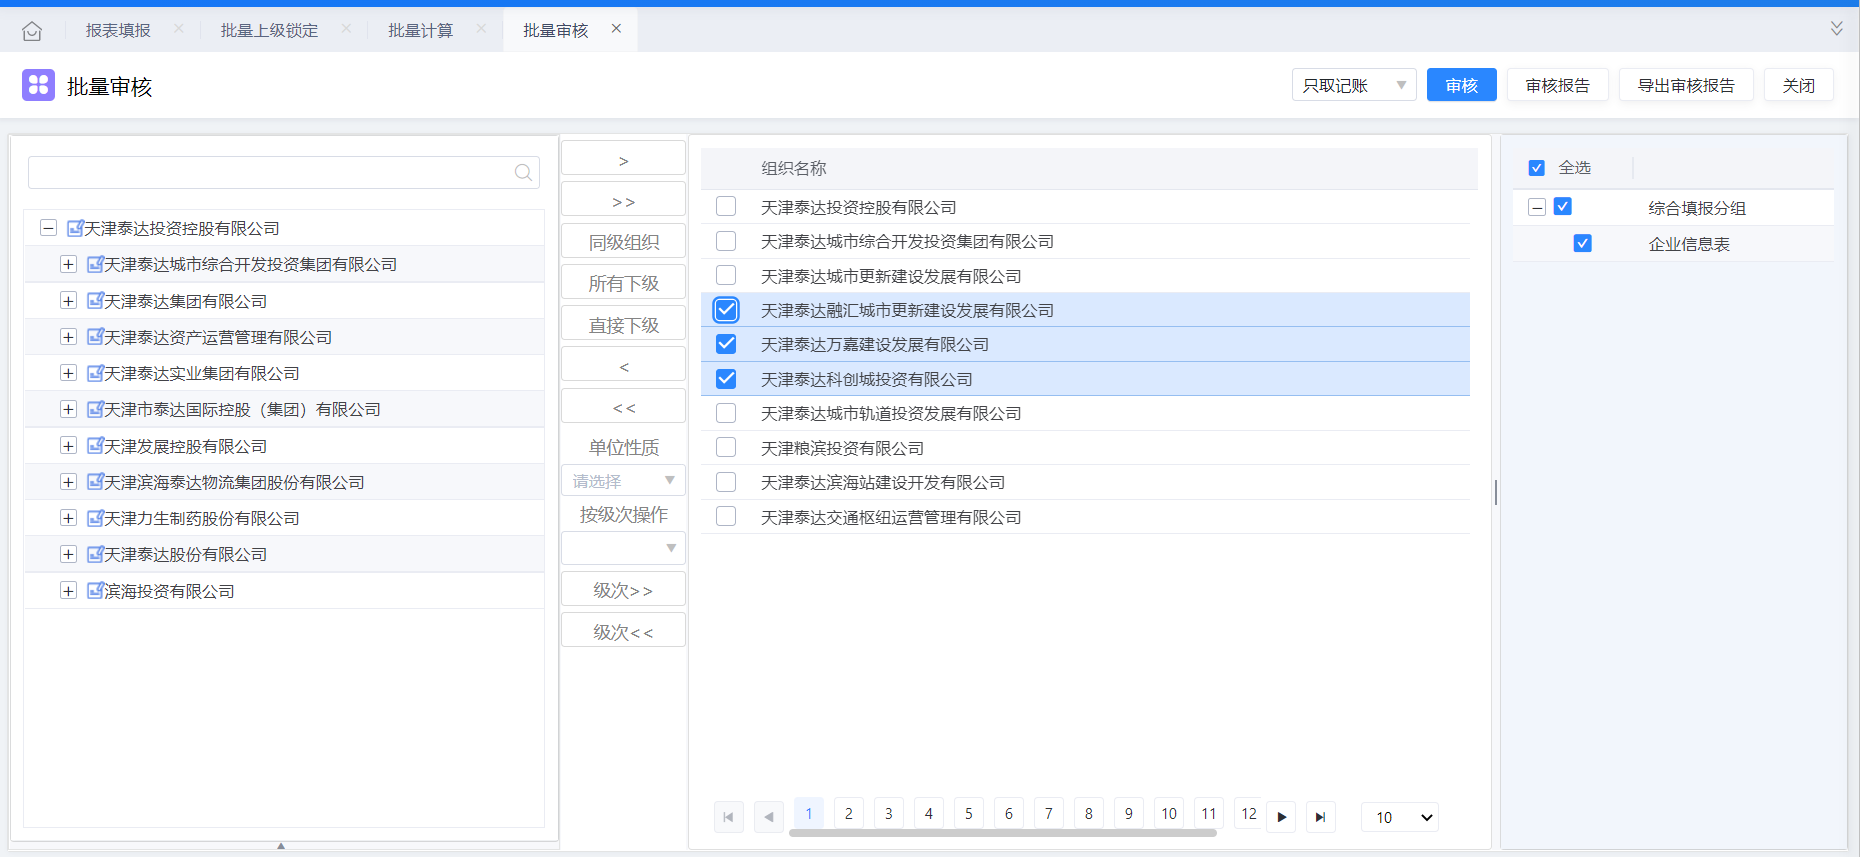 报表填报
批量上级锁定
批量计算
批量审核
批量审核
只取记账
审核
审核报告
导出审核报告
关闭
天津泰达投资控股有限公司
天津泰达城市综合开发投资集团有限公司
天津泰达集团有限公司
天津泰达资产运营管理有限公司
天津泰达实业集团有限公司
天津市泰达国际控股（集团）有限公司
天津发展控股有限公司
天津滨海泰达物流集团股份有限公司
天津力生制药股份有限公司
天津泰达股份有限公司
滨海投资有限公司
>
>>
同级组织
所有下级
直接下级
<
<<
单位性质
请选择
按级次操作
级次>>
级次<<
组织名称
天津泰达投资控股有限公司
天津泰达城市综合开发投资集团有限公司
天津泰达城市更新建设发展有限公司
天津泰达融汇城市更新建设发展有限公司
天津泰达万嘉建设发展有限公司
天津泰达科创城投资有限公司
天津泰达城市轨道投资发展有限公司
天津粮滨投资有限公司
天津泰达滨海站建设开发有限公司
天津泰达交通枢纽运营管理有限公司
1 2 3 4 5 6 7 8 9 10 11 12
10
全选
综合填报分组
企业信息表